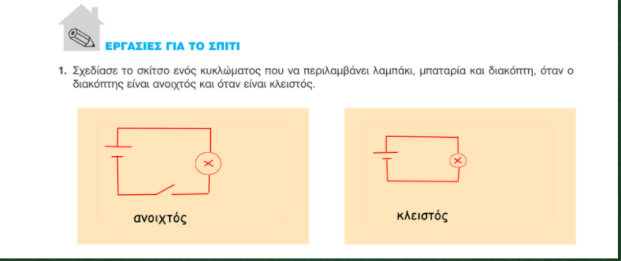 ΕΡΓΑΣΙΕΣ ΓΙΑ ΤΟ ΣΠΙΤΙ
1. Σχεδίασε το σκίτσο ενός κυκλώματος που να περιλαμβάνει λαμπάκι, μπαταρία και διακόπτη, όταν ο
διακόπτης είναι ανοιχτός και όταν είναι κλειστός.
ανοιχτός
κλειστός